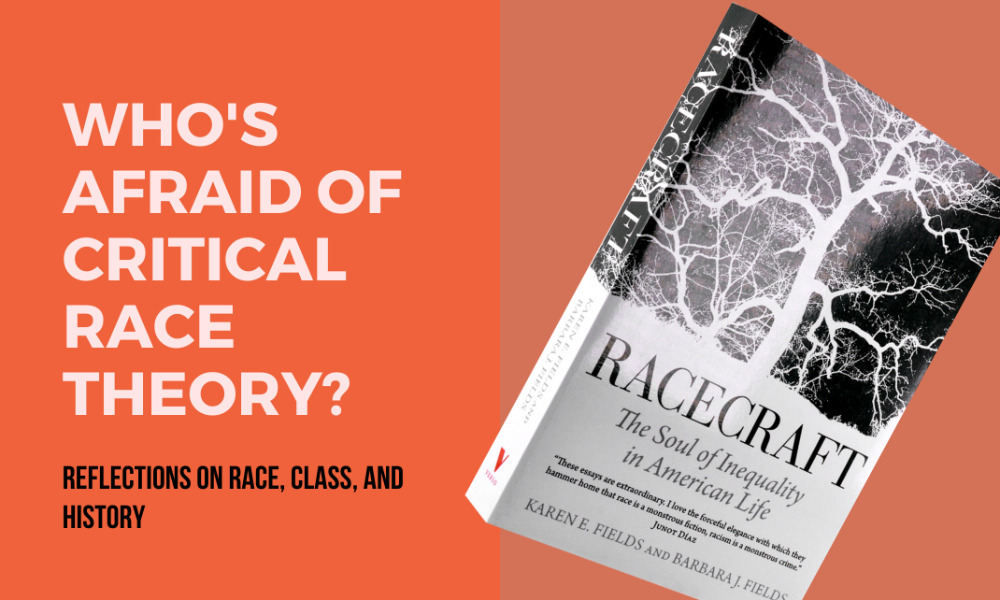 WHO'S
AFRAID OF
CRITICAL
RACE
THEORY?
REFLECTIONS ON RACE, CLASS, AND
HISTORY
RACECRAFT
KAREN E. FIELDS AND
BARBARA J. FIELDS
VERSO
RACECRAFT
The Soul of Inequality
in American Life
“These essays are extraordinary. I love the forceful elegance with which they
hammer home that race is a monstrous fiction, racism is a monstrous crime.”
JUNOT DÍAZ
KAREN E. FIELDS AND BARBARA J. FIELDS